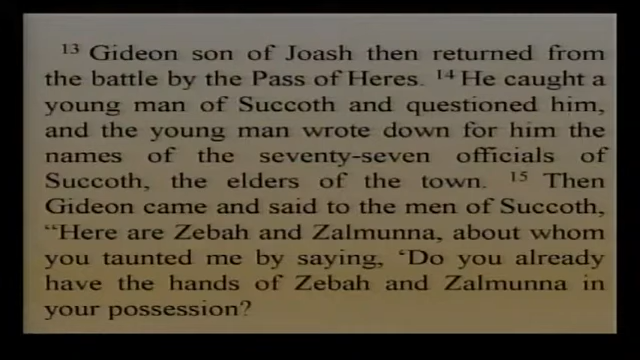 13 Gideon son of Joash then returned from
the battle by the Pass of Heres. 14 He caught a
young man of Succoth and questioned him,
and the young man wrote down for him the
names of the seventy-seven officials of
Succoth, the elders of the town. 15 Then
Gideon came and said to the men of Succoth,
“Here are Zebah and Zalmunna, about whom
you taunted me by saying, ‘Do you already
have the hands of Zebah and Zalmunna in
your possession?